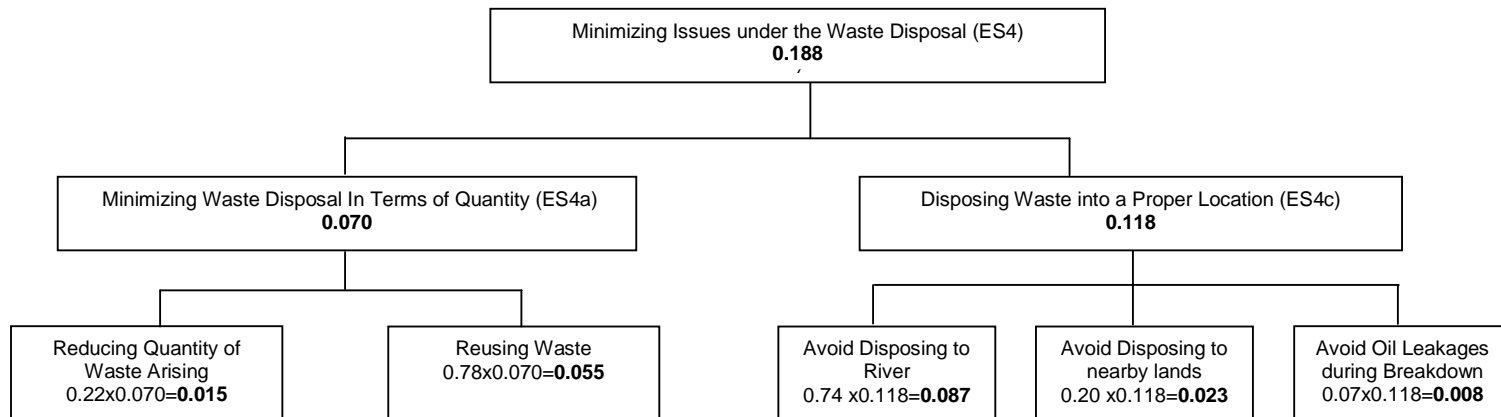 Minimizing Issues under the Waste Disposal (ES4)
0.188
Minimizing Waste Disposal In Terms of Quantity (ES4a)
0.070
Disposing Waste into a Proper Location (ES4c)
0.118
Reducing Quantity of
Waste Arising
0.22x0.070=0.015
Reusing Waste
0.78x0.070=0.055
Avoid Disposing to
River
0.74 x0.118=0.087
Avoid Disposing to
nearby lands
0.20 x0.118=0.023
Avoid Oil Leakages
during Breakdown
0.07x0.118=0.008